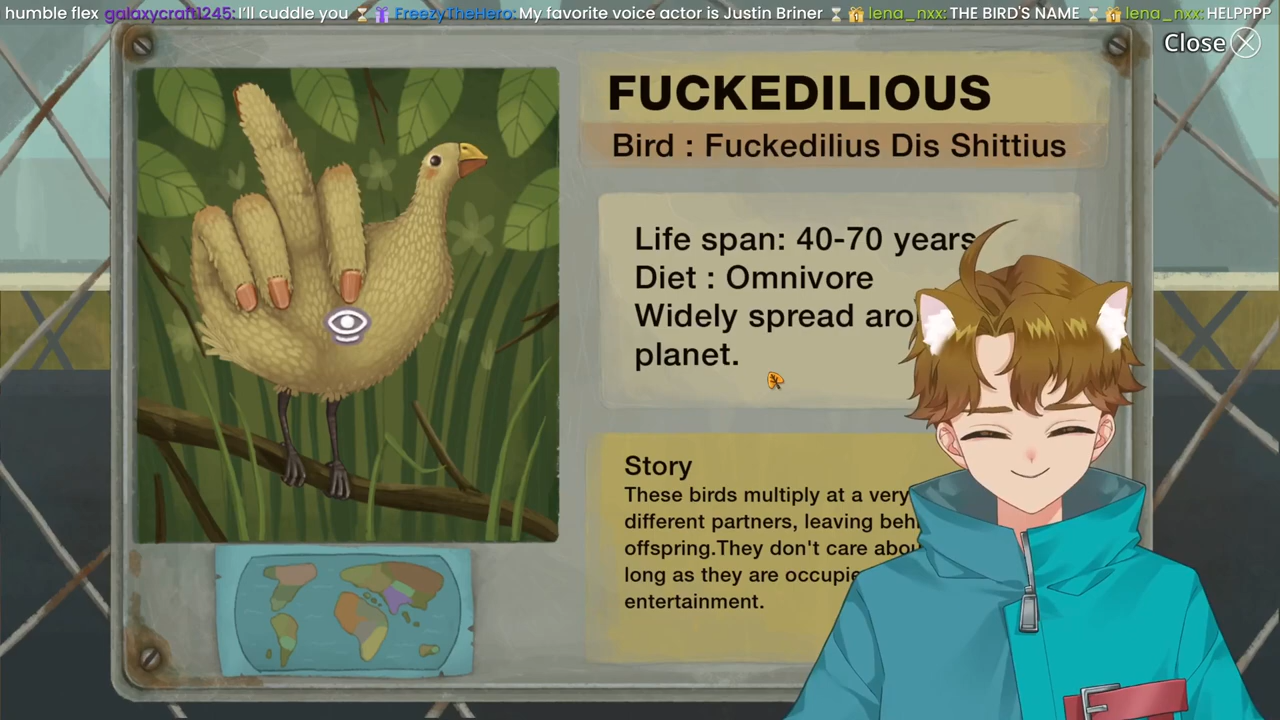 humble flex galaxycraft1245: I'll cuddle you FreezyTheHero: My favorite voice actor is Justin Briner lena_nxx: THE BIRD'S NAME lena_nxx: HELPPPP
Close
FUCKEDILIOUS
Bird : Fuckedilius Dis Shittius
Life span: 40-70 years
Diet : Omnivore
Widely spread aro
planet.
Story
These birds multiply at a very
different partners, leaving beh
offspring.They don't care abou
long as they are occupie
entertainment.